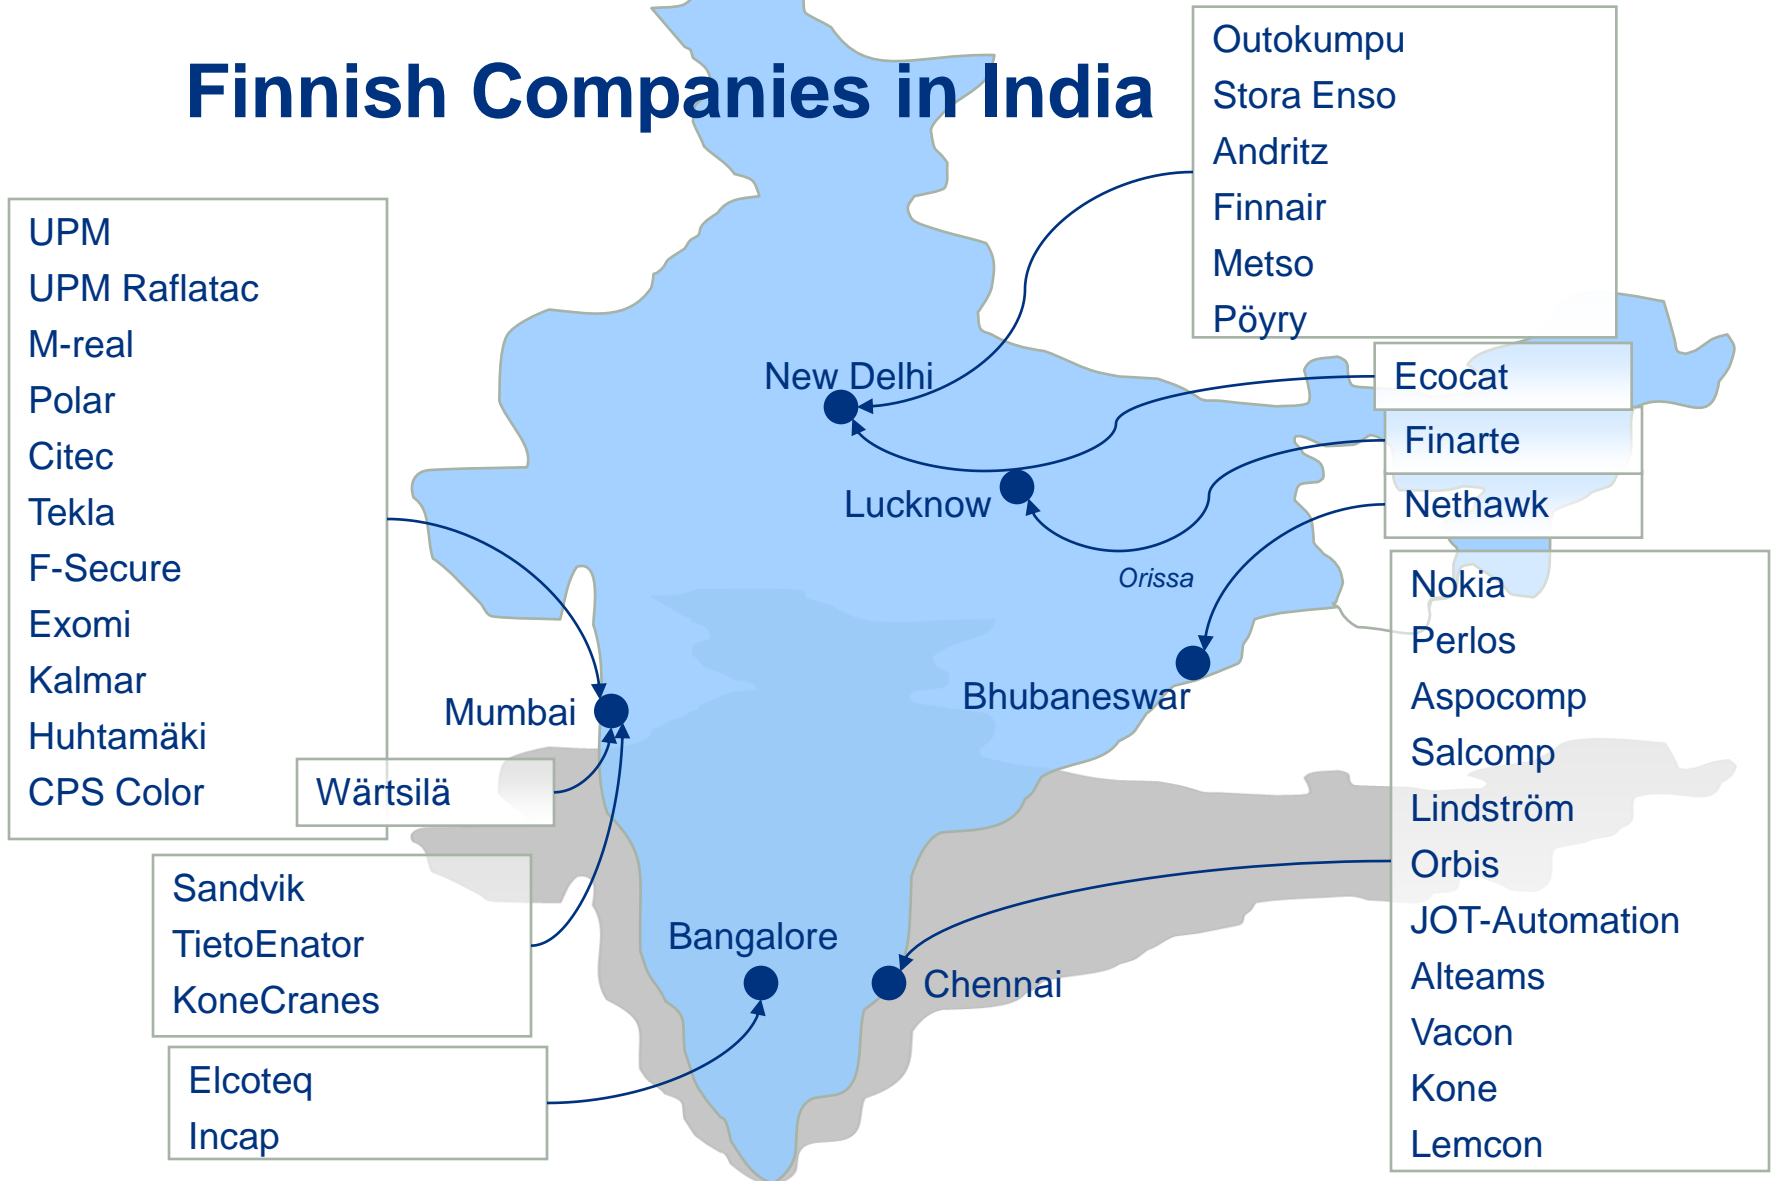 Finnish Companies in India
Outokumpu
Stora Enso
Andritz
Finnair
Metso
Pöyry
UPM
UPM Raflatac
M-real
Polar
Citec
Tekla
F-Secure
Exomi
Kalmar
Huhtamäki
CPS Color
Wärtsilä
Sandvik
TietoEnator
KoneCranes
Elcoteq
Incap
New Delhi
Lucknow
Orissa
Bhubaneswar
Mumbai
Bangalore
Chennai
Ecocat
Finarte
Nethawk
Nokia
Perlos
Aspocomp
Salcomp
Lindström
Orbis
JOT-Automation
Alteams
Vacon
Kone
Lemcon